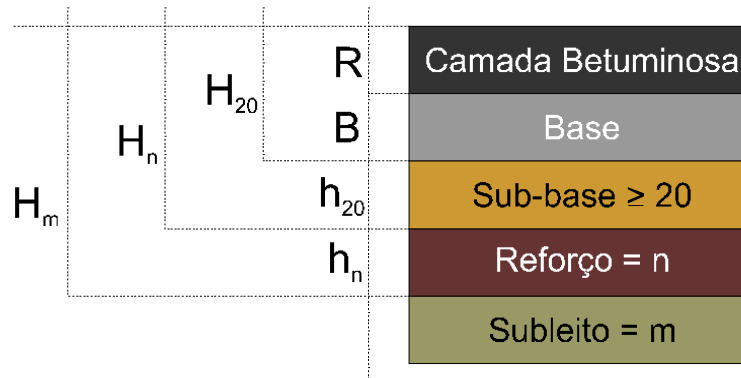 R
Camada Betuminosa
H₂₀
B
Base
Hₙ
h₂₀
Sub-base ≥ 20
Hₘ
hₙ
Reforço = n
Subleito = m